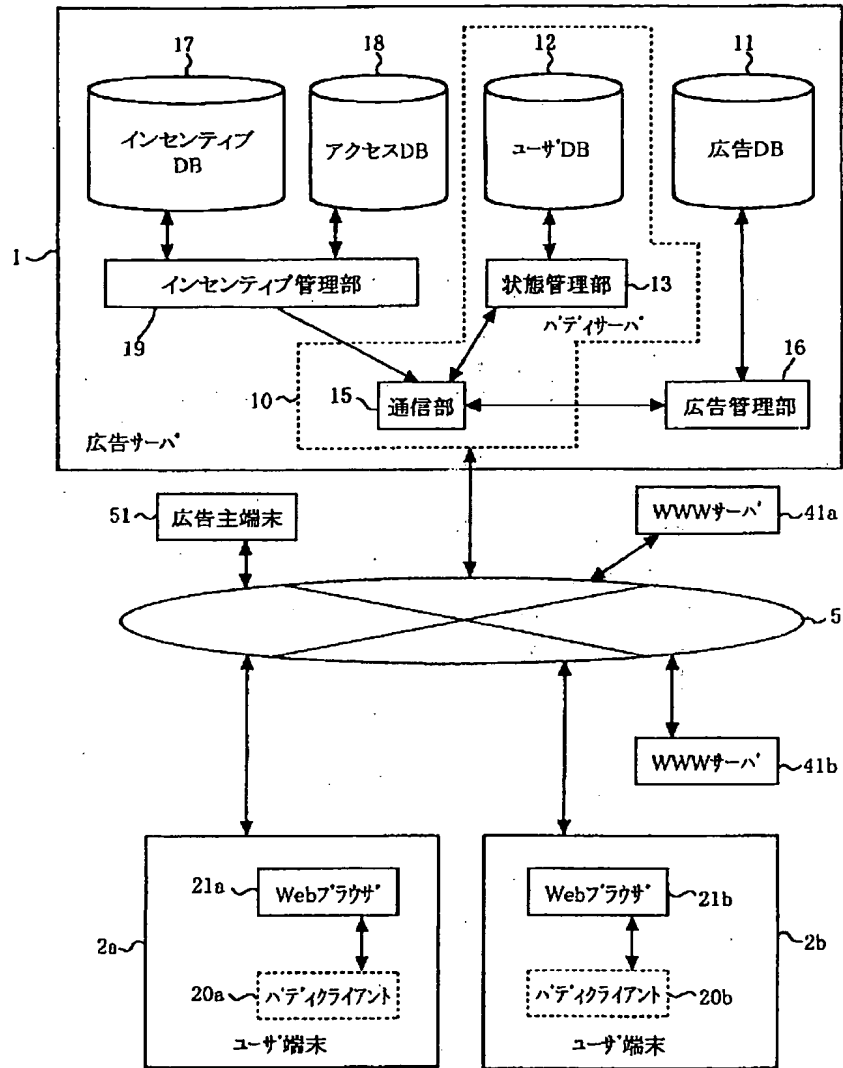 17
18
12
11
インセンティブ
DB
アクセスDB
ユーザDB
広告DB
1
インセンティブ管理部
19
状態管理部
13
バディサーバ
16
10
15
通信部
広告管理部
広告サーバ
51
広告主端末
WWWサーバ
41a
5
WWWサーバ
41b
21a
Webブラウザ
Webブラウザ
21b
2a
2b
20a
バディクライアント
バディクライアント
20b
ユーザ端末
ユーザ端末